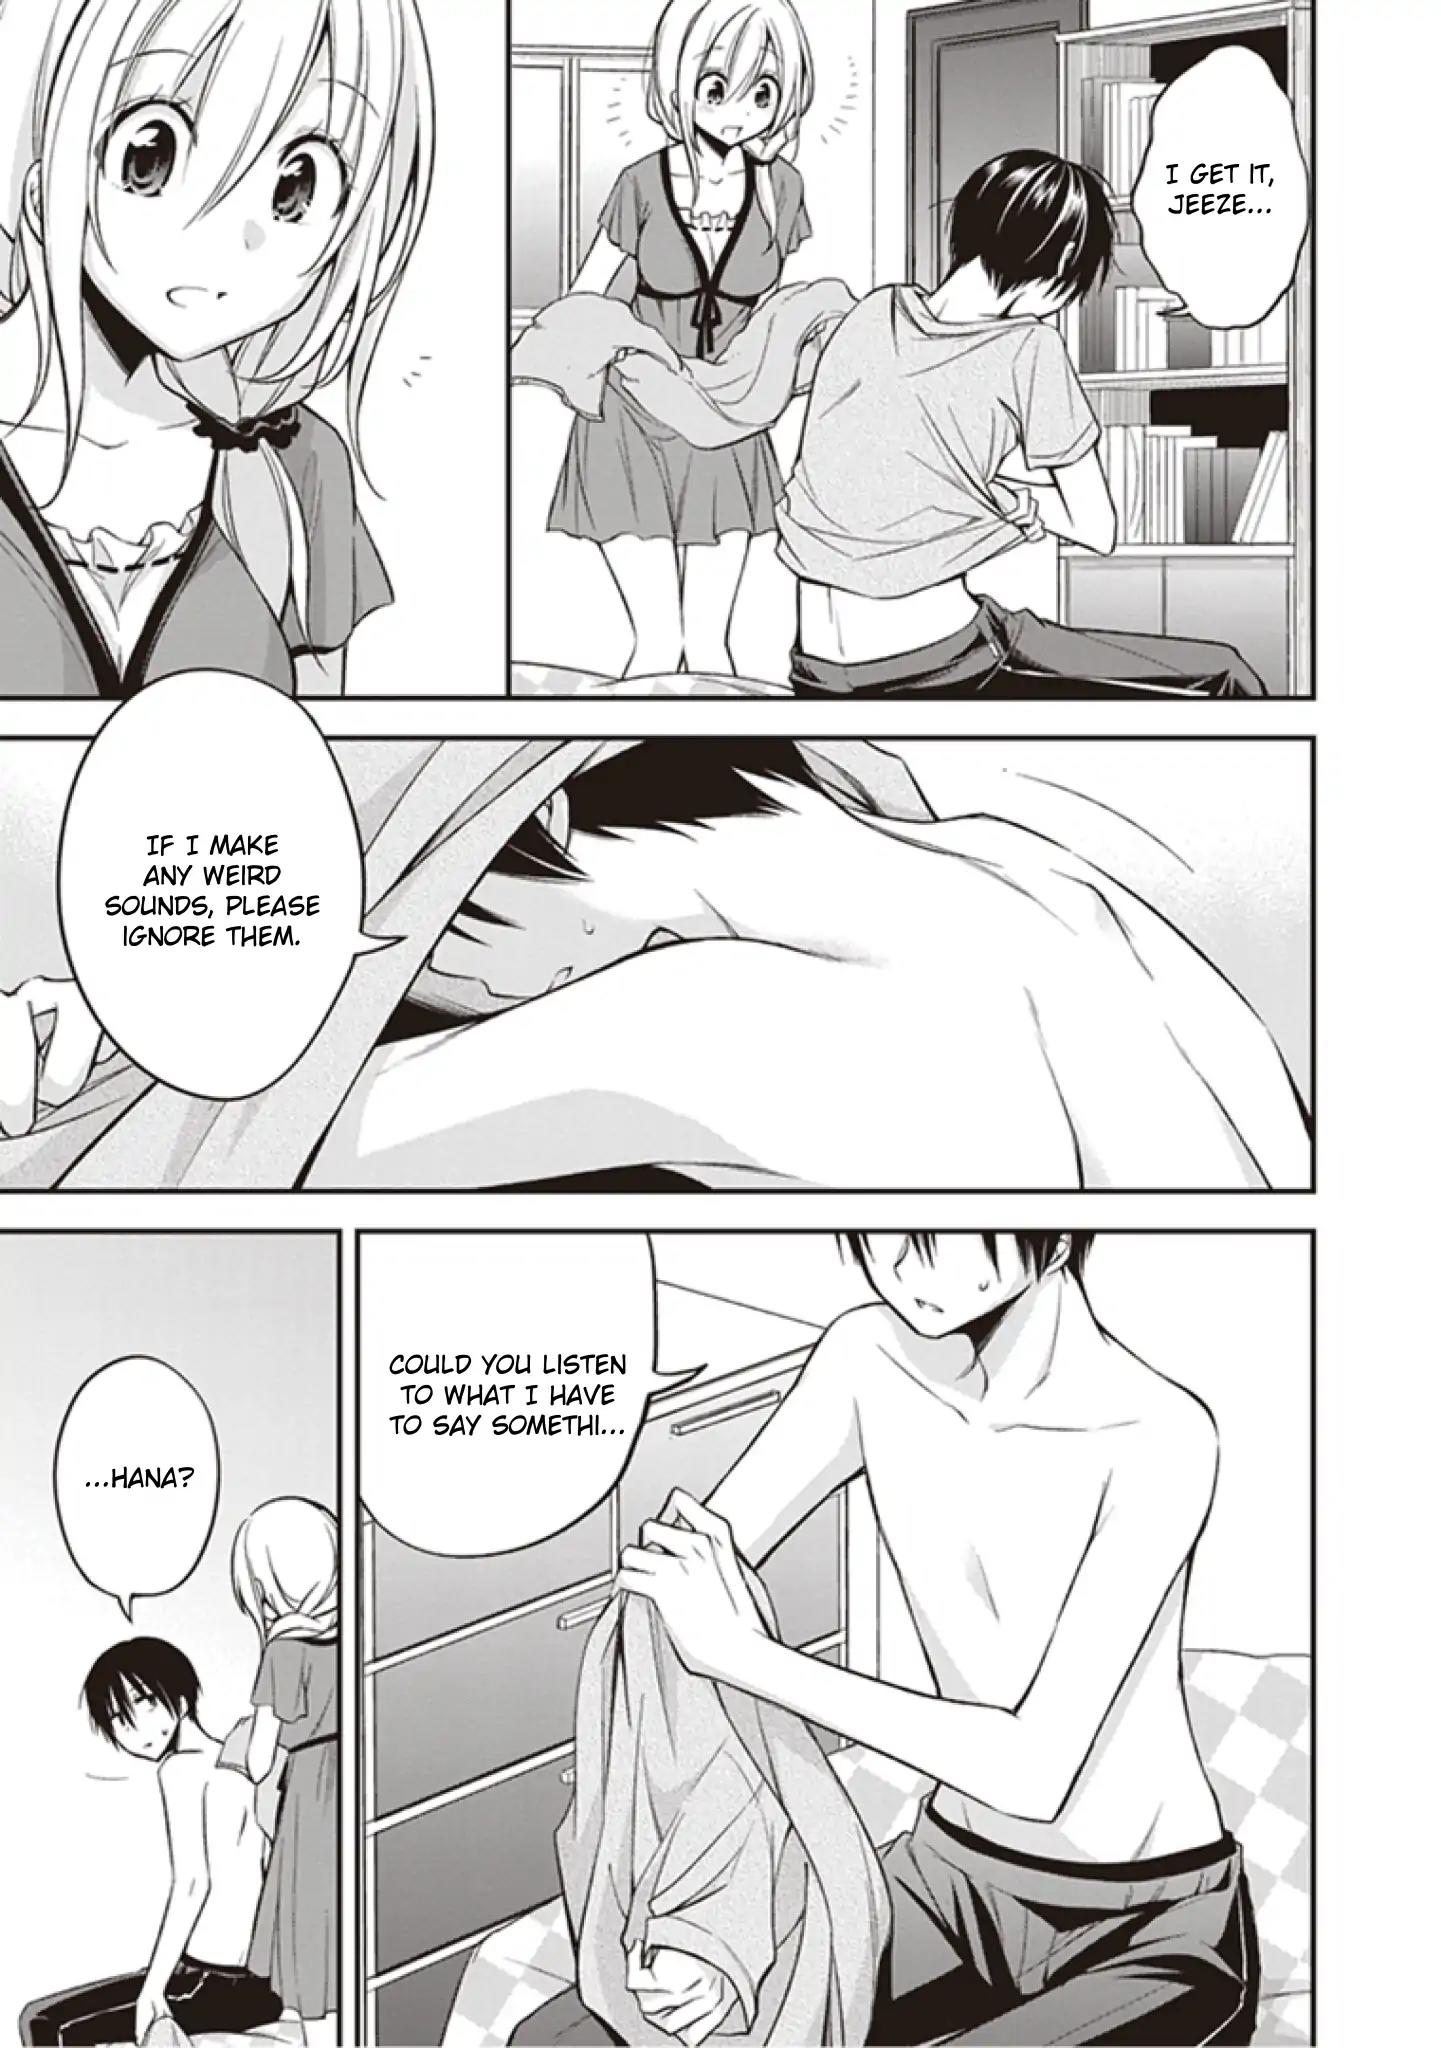 I GET IT,
JEEZE...
IF I MAKE
ANY WEIRD
SOUNDS, PLEASE
IGNORE THEM.
COULD YOU LISTEN
TO WHAT I HAVE
TO SAY SOMETHI...
...HANA?